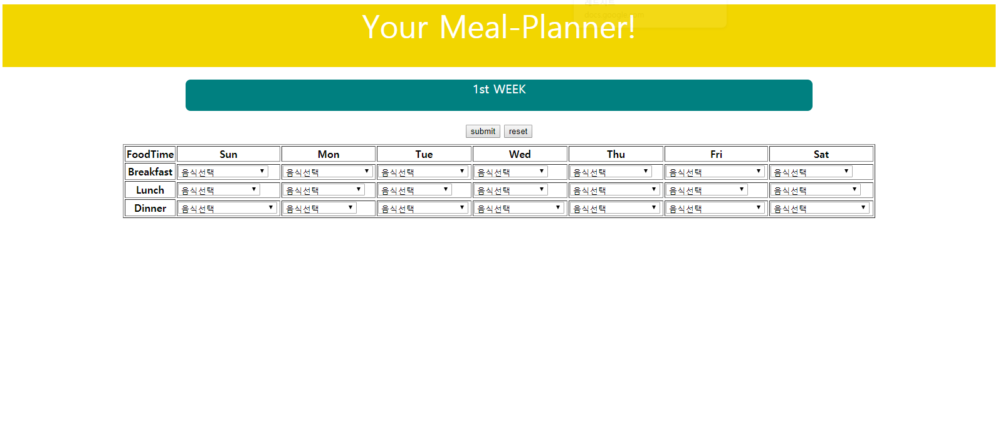 Your Meal-Planner!
1st WEEK
submit reset
FoodTime Sun Mon Tue Wed Thu Fri Sat
Breakfast 음식선택 음식선택 음식선택 음식선택 음식선택 음식선택 음식선택
Lunch 음식선택 음식선택 음식선택 음식선택 음식선택 음식선택 음식선택
Dinner 음식선택 음식선택 음식선택 음식선택 음식선택 음식선택 음식선택